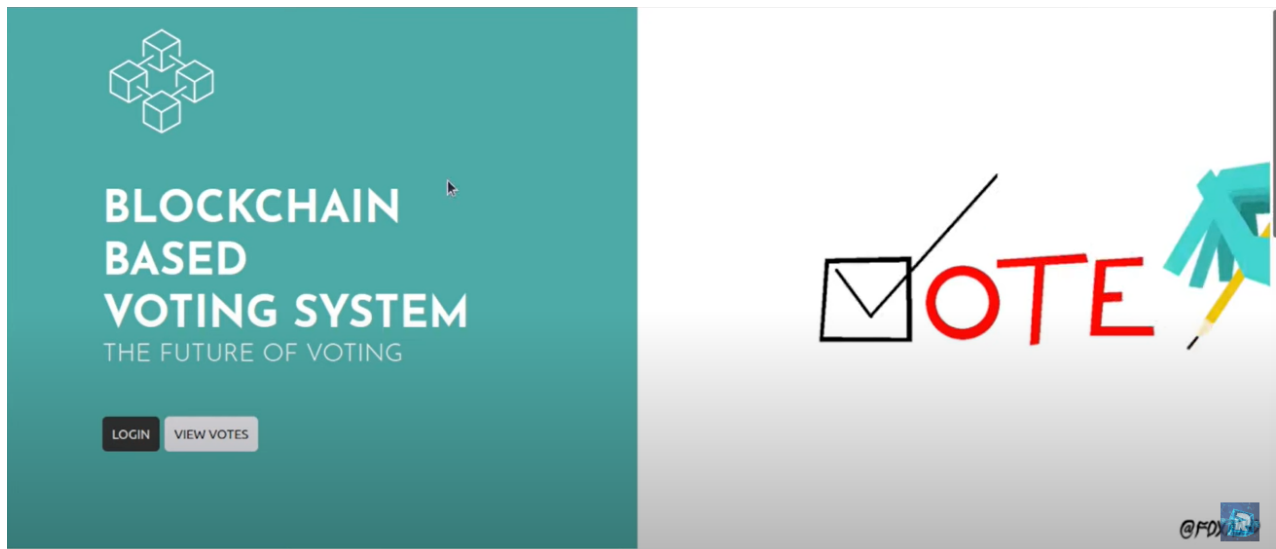 BLOCKCHAIN
BASED
VOTING SYSTEM
THE FUTURE OF VOTING
LOGIN VIEW VOTES
VOTE